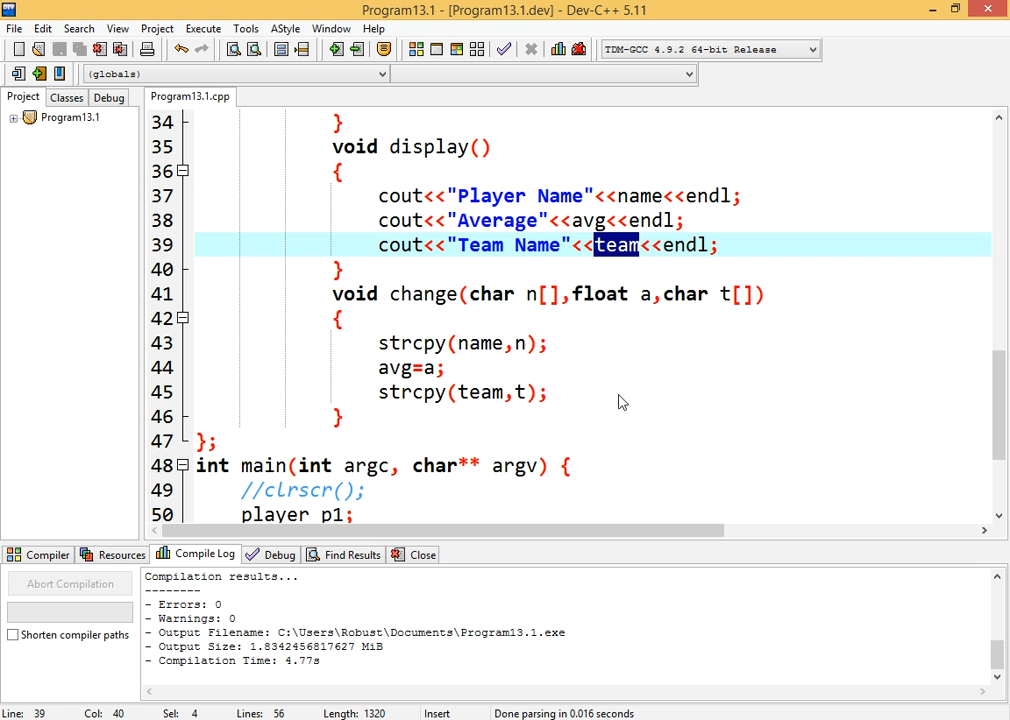 Program13.1 - [Program13.1.dev] - Dev-C++ 5.11
File Edit Search View Project Execute Tools AStyle Window Help
TDM-GCC 4.9.2 64-bit Release
(globals)
Project Classes Debug
Program13.1.cpp
Program13.1
34 }
35 void display()
36 {
37 cout<<"Player Name"<<name<<endl;
38 cout<<"Average"<<avg<<endl;
39 cout<<"Team Name"<<team<<endl;
40 }
41 void change(char n[],float a,char t[])
42 {
43 strcpy(name,n);
44 avg=a;
45 strcpy(team,t);
46 }
47 };
48 int main(int argc, char** argv) {
49 //clrscr();
50 player p1;
Compiler Resources Compile Log Debug Find Results Close
Abort Compilation
Shorten compiler paths
Compilation results...
--------
- Errors: 0
- Warnings: 0
- Output Filename: C:\Users\Robust\Documents\Program13.1.exe
- Output Size: 1.8342456817627 MiB
- Compilation Time: 4.77s
Line: 39 Col: 40 Sel: 4 Lines: 56 Length: 1320 Insert Done parsing in 0.016 seconds